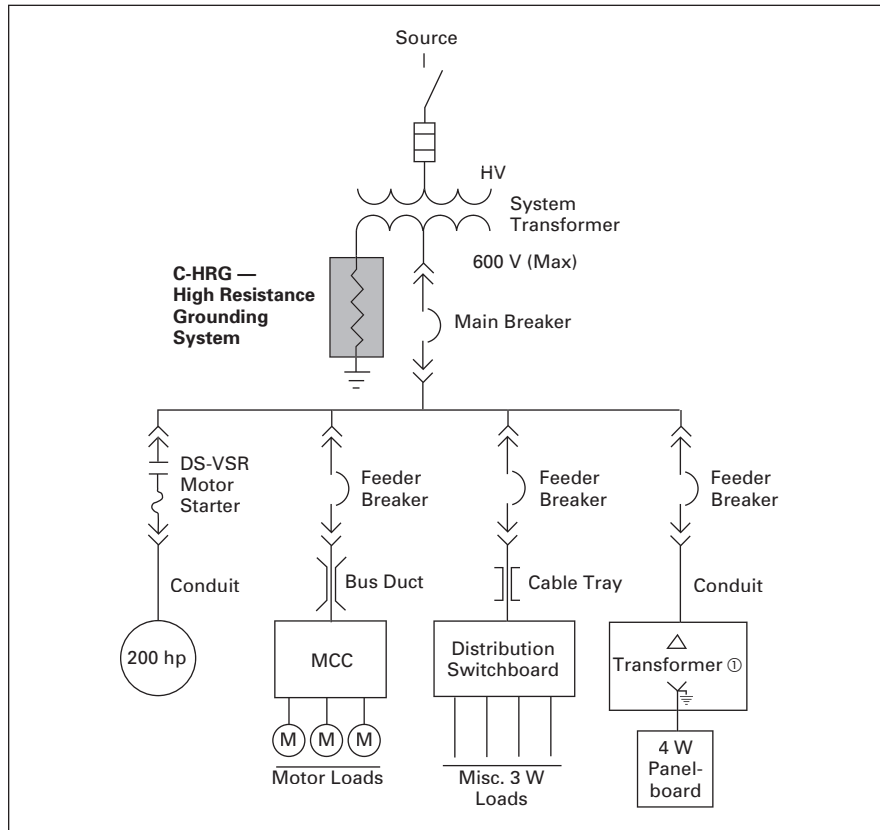 Source
HV
System
Transformer
600 V (Max)
C-HRG —
High Resistance
Grounding
System
Main Breaker
DS-VSR
Motor
Starter
Feeder
Breaker
Feeder
Breaker
Feeder
Breaker
Conduit
Bus Duct
Cable Tray
Conduit
200 hp
MCC
Distribution
Switchboard
Transformer ①
M M M
Motor Loads
Misc. 3 W
Loads
4 W
Panel-
board